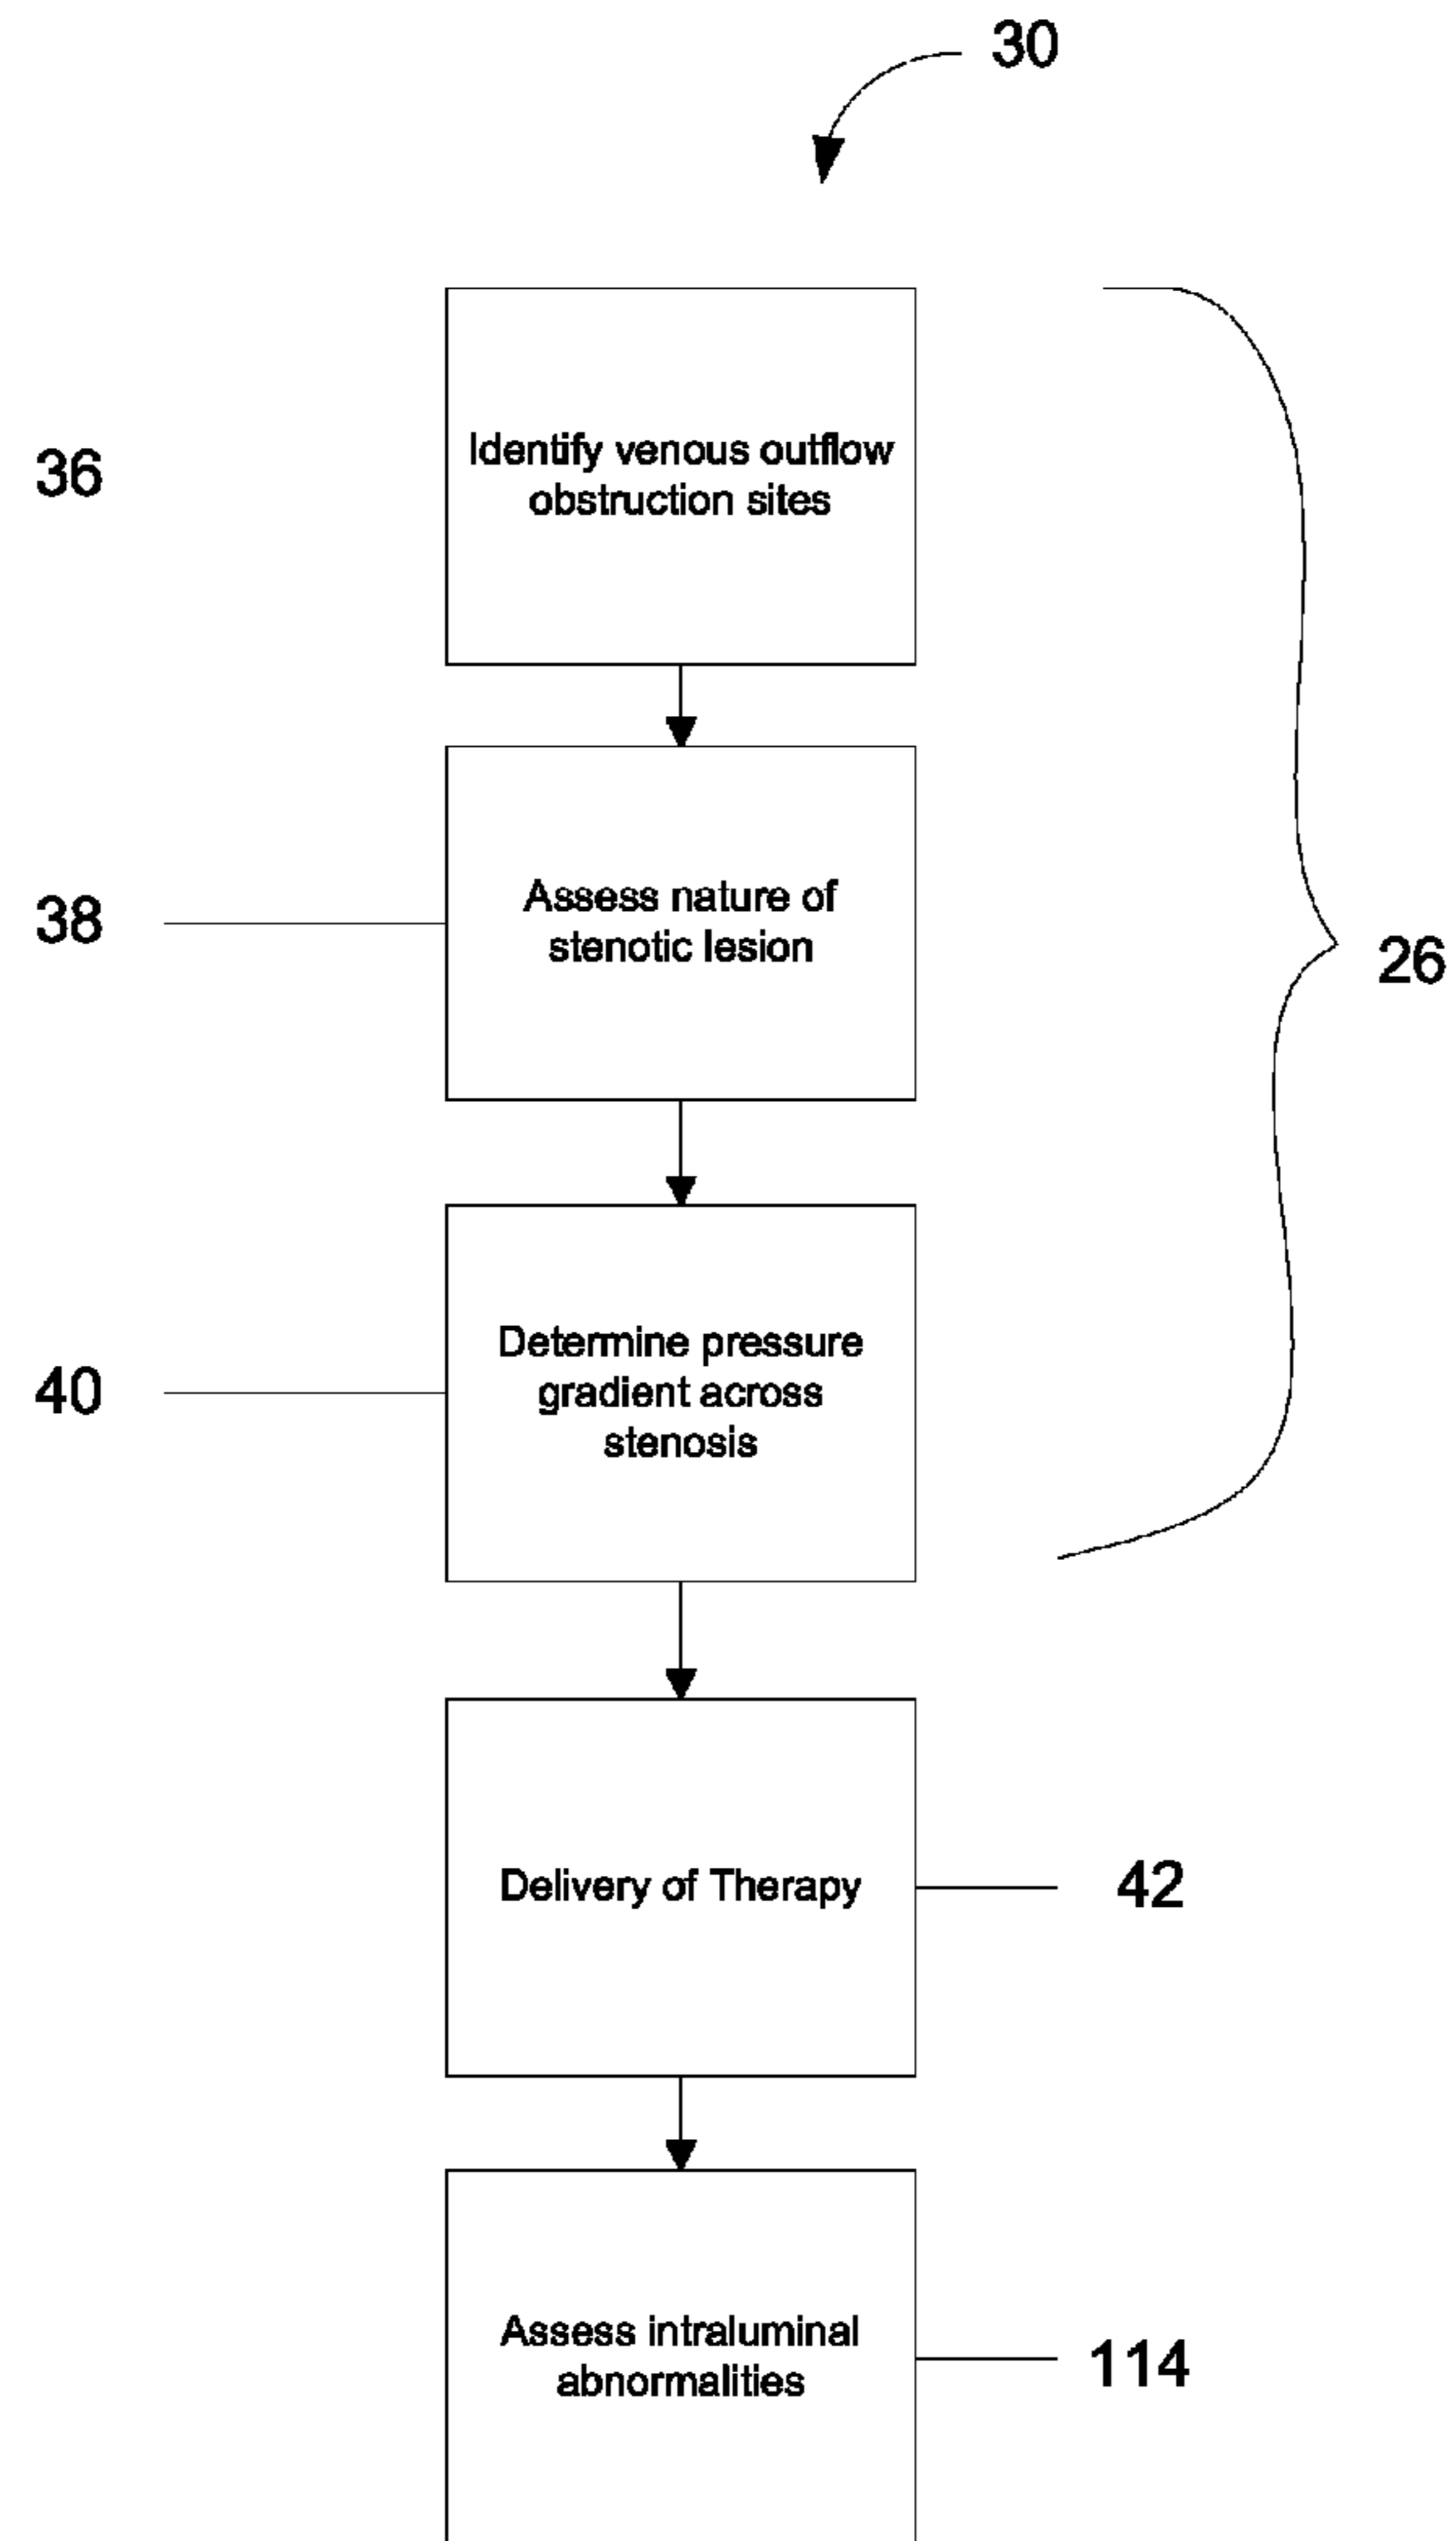 30
36
Identify venous outflow
obstruction sites
38
Assess nature of
stenotic lesion
26
40
Determine pressure
gradient across
stenosis
Delivery of Therapy
42
Assess intraluminal
abnormalities
114